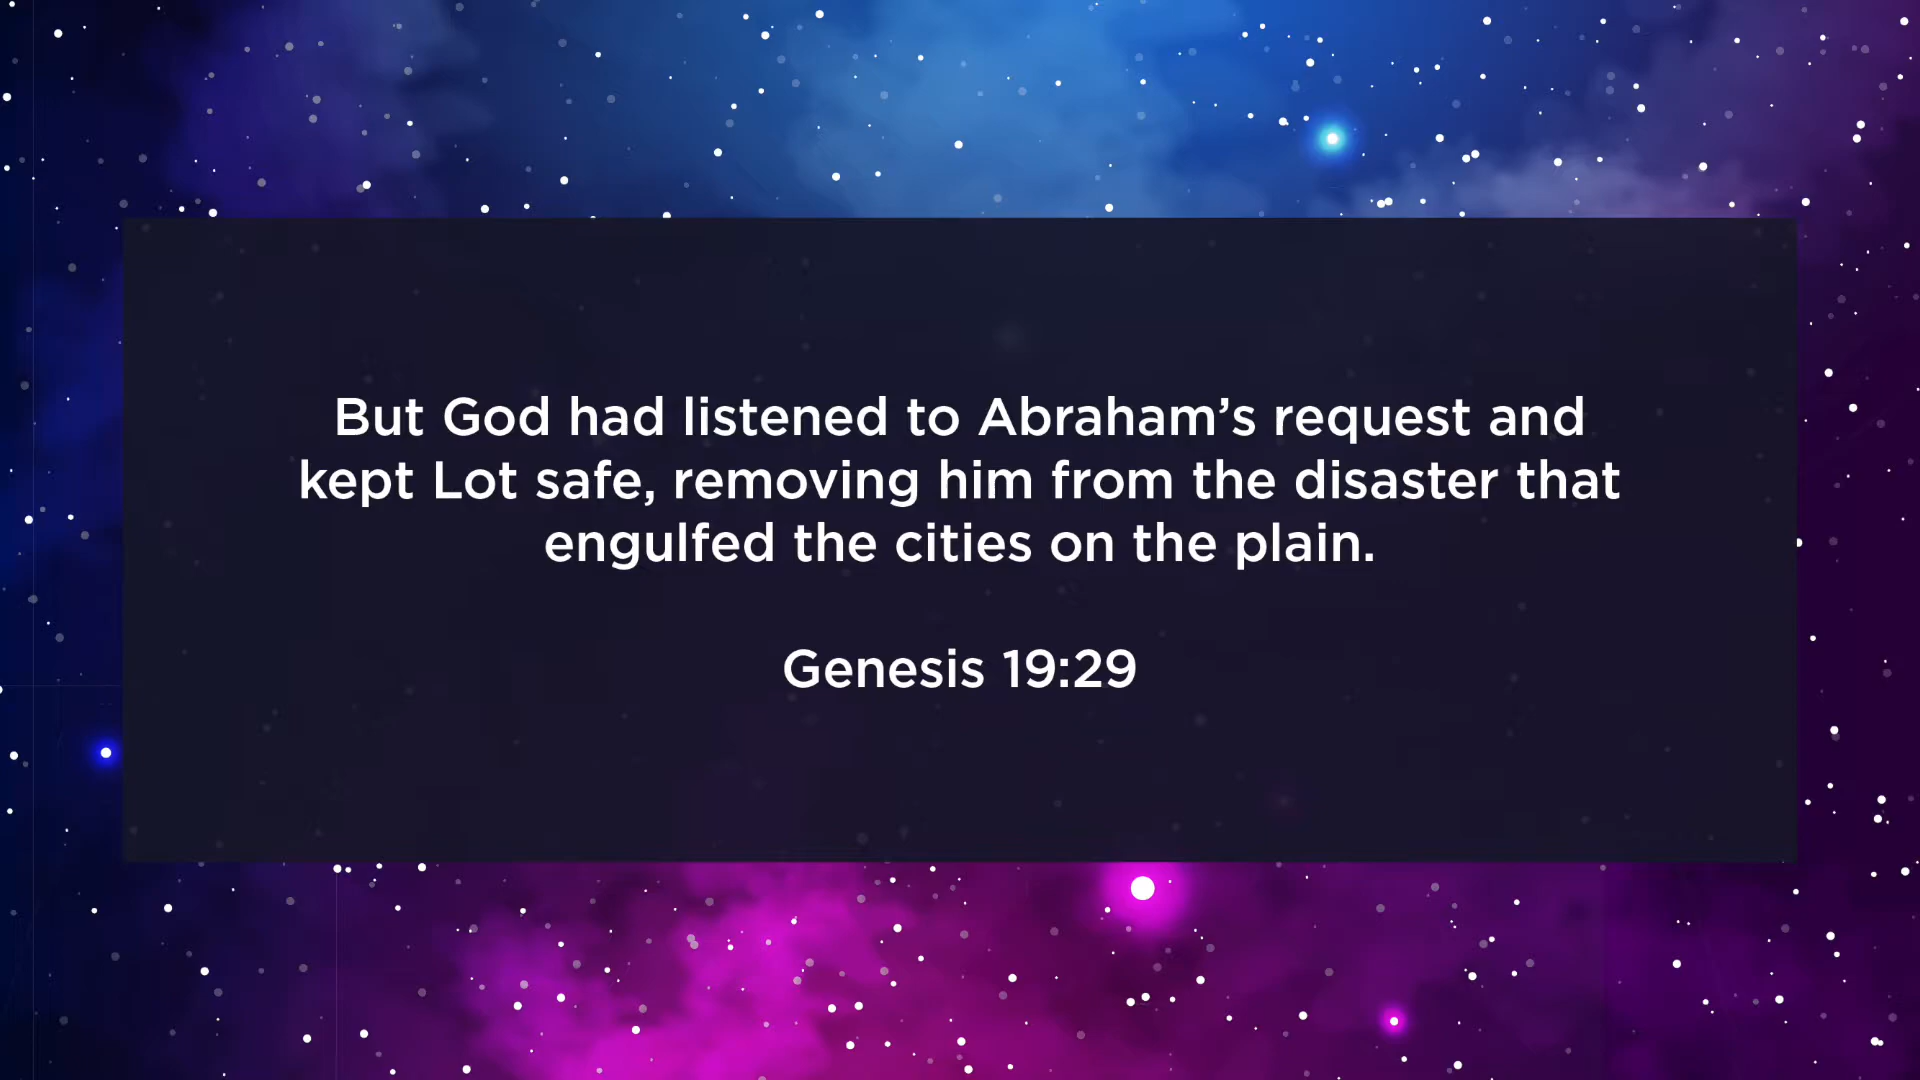 But God had listened to Abraham’s request and
kept Lot safe, removing him from the disaster that
engulfed the cities on the plain.
Genesis 19:29